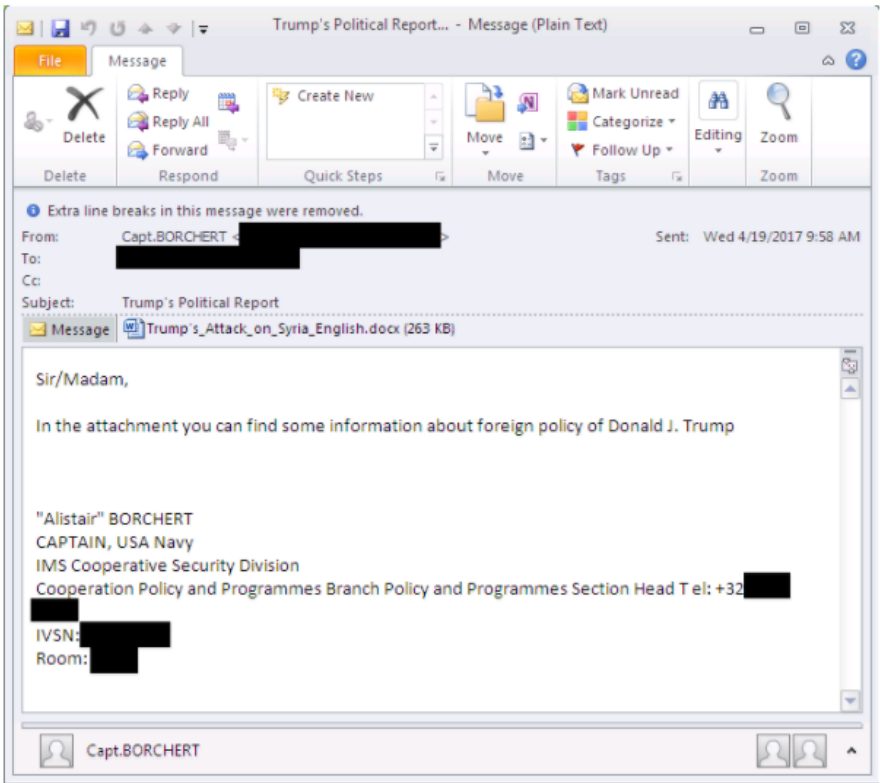 Trump's Political Report... - Message (Plain Text)
File Message
Delete
Reply
Reply All
Forward
Create New
Move
Mark Unread
Categorize
Follow Up
Editing
Zoom
Delete Respond Quick Steps Move Tags Zoom
Extra line breaks in this message were removed.
From: Capt.BORCHERT < > Sent: Wed 4/19/2017 9:58 AM
To:
Cc:
Subject: Trump's Political Report
Message Trump's_Attack_on_Syria_English.docx (263 KB)
Sir/Madam,
In the attachment you can find some information about foreign policy of Donald J. Trump
"Alistair" BORCHERT
CAPTAIN, USA Navy
IMS Cooperative Security Division
Cooperation Policy and Programmes Branch Policy and Programmes Section Head T el: +32
IVSN:
Room:
Capt.BORCHERT